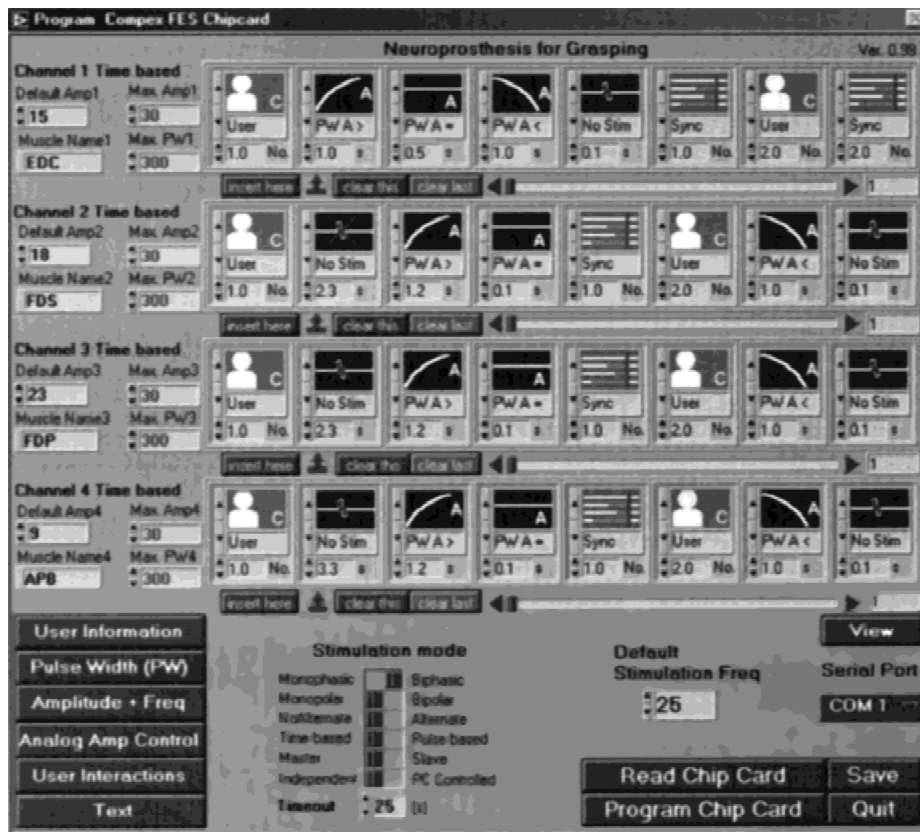 Program Compex FES Chipcard
Neuroprosthesis for Grasping
Ver. 0.98
Channel 1 Time based
Default Amp1 Max. Amp1
15 30
Muscle Name1 Max. PW1
EDC 300
C A A A C
User PW A > PW A = PW A < No Stim Sync User Sync
1.0 No. 1.0 s 0.5 s 1.0 s 0.1 s 1.0 No. 2.0 No. 2.0 No.
insert here clear this clear last 1
Channel 2 Time based
Default Amp2 Max. Amp2
18 30
Muscle Name2 Max. PW2
FDS 300
C A A C A
User No Stim PW A > PW A = Sync User PW A < No Stim
1.0 No. 2.3 s 1.2 s 0.1 s 1.0 No. 2.0 No. 1.0 s 0.1 s
insert here clear this clear last 1
Channel 3 Time based
Default Amp3 Max. Amp3
23 30
Muscle Name3 Max. PW3
FDP 300
C A A C A
User No Stim PW A > PW A = Sync User PW A < No Stim
1.0 No. 2.3 s 1.2 s 0.1 s 1.0 No. 2.0 No. 1.0 s 0.1 s
insert here clear this clear last 1
Channel 4 Time based
Default Amp4 Max. Amp4
9 30
Muscle Name4 Max. PW4
APB 300
C A A C A
User No Stim PW A > PW A = Sync User PW A < No Stim
1.0 No. 3.3 s 1.2 s 0.1 s 1.0 No. 2.0 No. 1.0 s 0.1 s
insert here clear this clear last 1
User Information
Pulse Width (PW)
Amplitude + Freq
Analog Amp Control
User Interactions
Text
Stimulation mode
Monophasic Biphasic
Monopolar Bipolar
NoAlternate Alternate
Time-based Pulse-based
Master Slave
Independent PC Controlled
Timeout 25 [s]
Default
Stimulation Freq
25
View
Serial Port
COM 1
Read Chip Card Save
Program Chip Card Quit